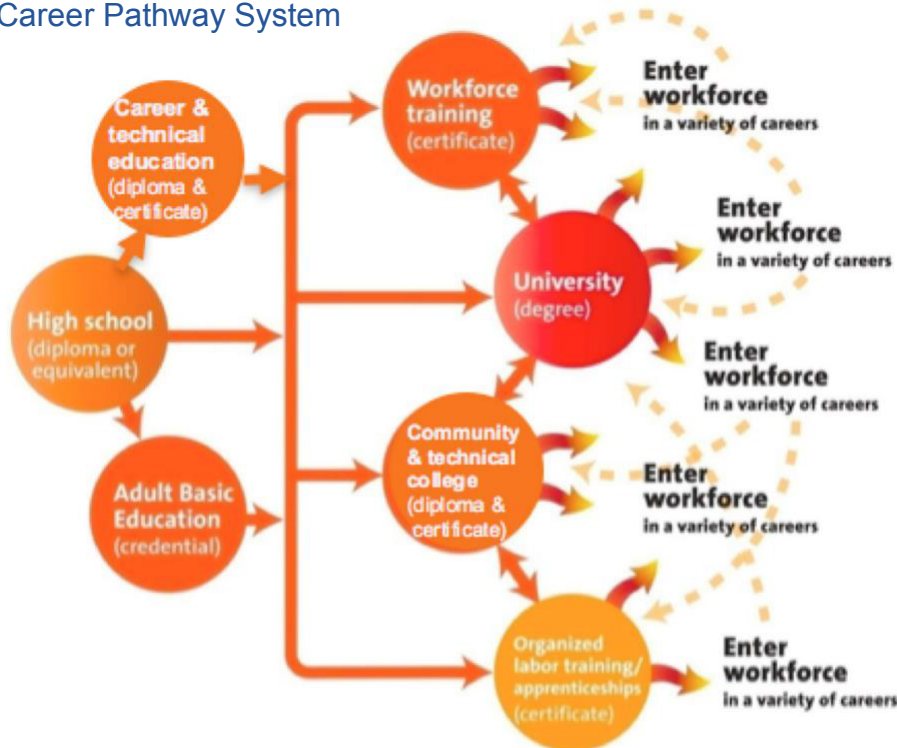 Career Pathway System
Career &
technical
education
(diploma &
certificate)
High school
(diploma or
equivalent)
Adult Basic
Education
(credential)
Workforce
training
(certificate)
University
(degree)
Community
& technical
college
(diploma &
certificate)
Organized
labor training/
apprenticeships
(certificate)
Enter
workforce
in a variety of careers
Enter
workforce
in a variety of careers
Enter
workforce
in a variety of careers
Enter
workforce
in a variety of careers
Enter
workforce
in a variety of careers